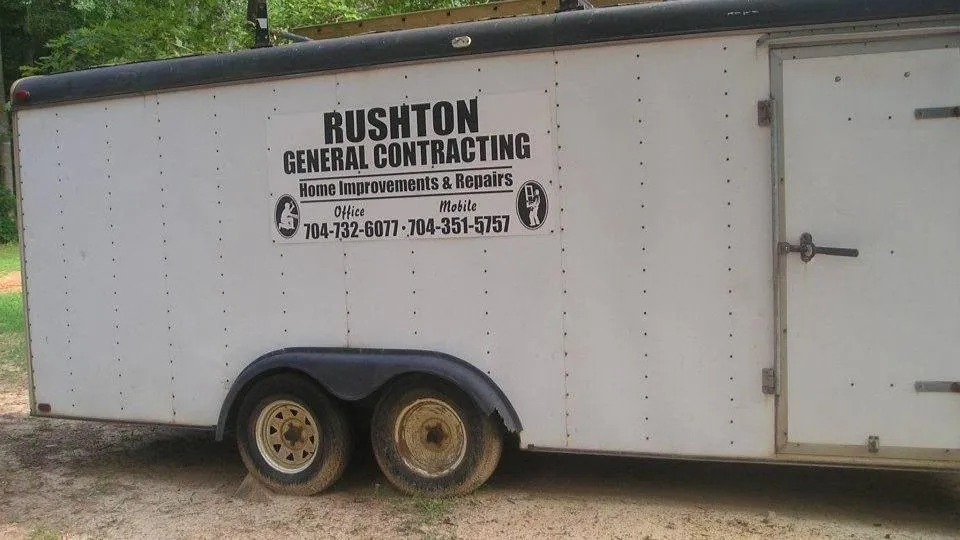 RUSHTON
GENERAL CONTRACTING
Home Improvements & Repairs
Office Mobile
704-732-6077 · 704-351-5757